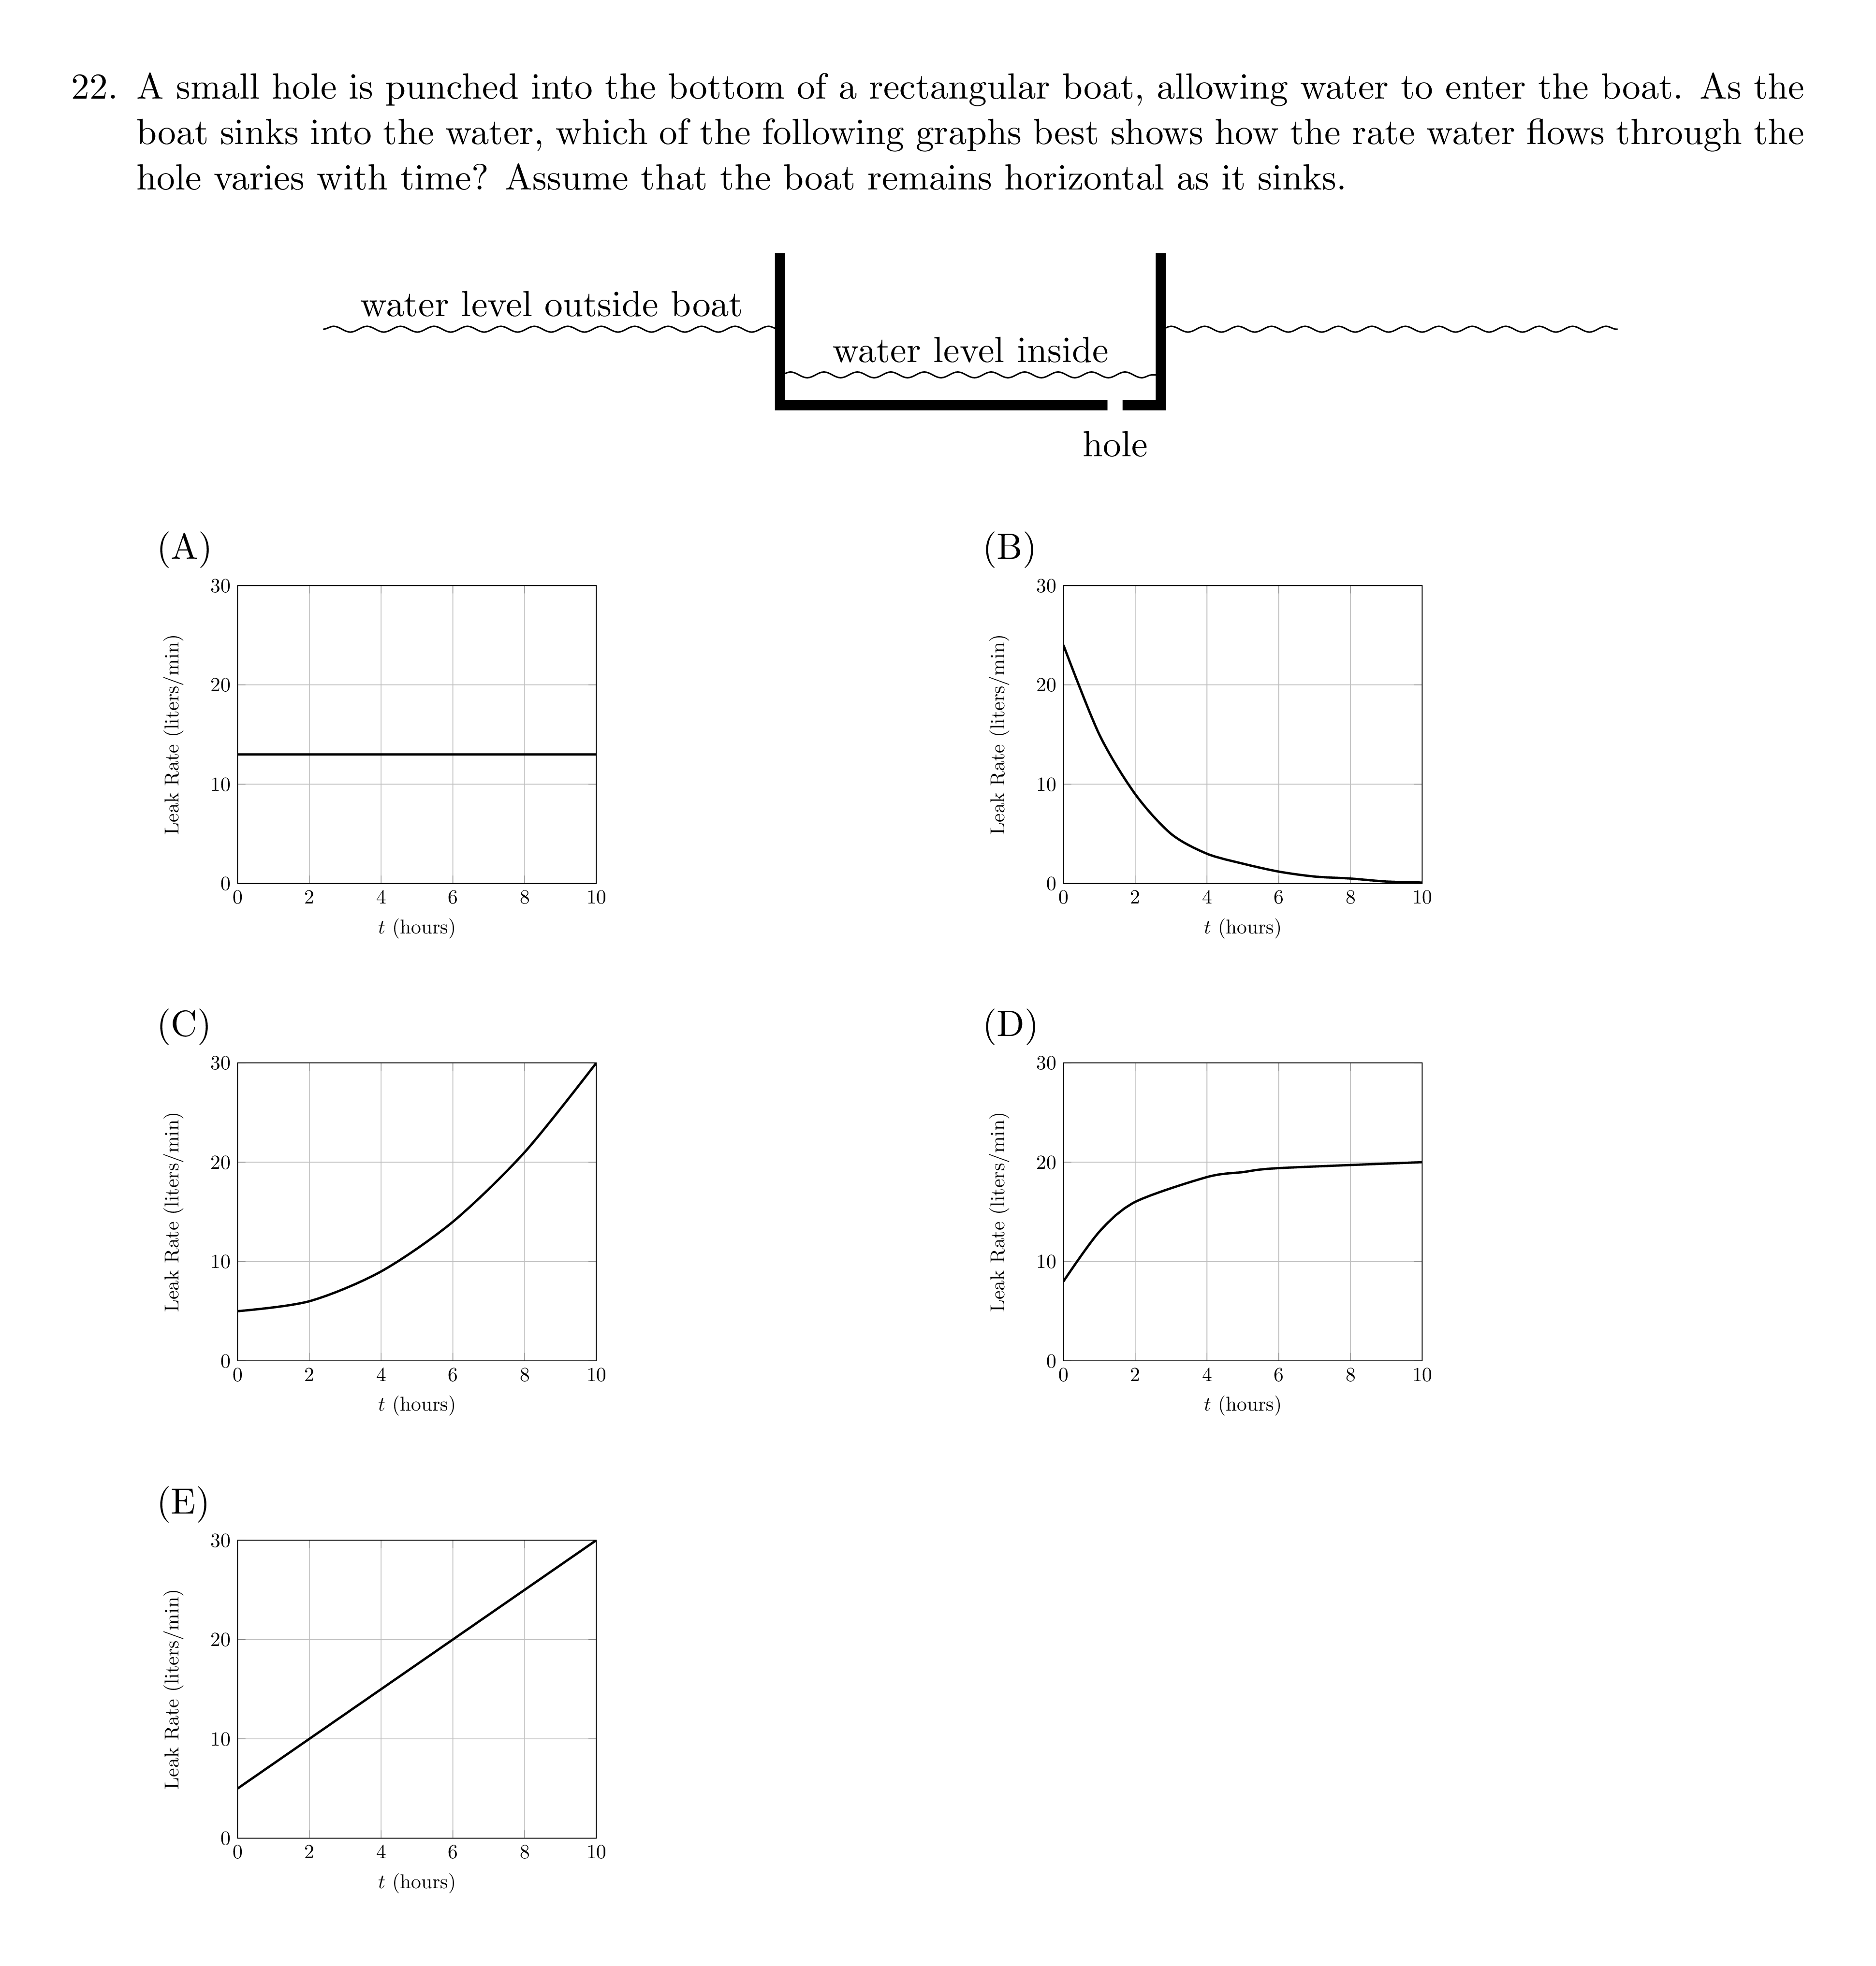 22. A small hole is punched into the bottom of a rectangular boat, allowing water to enter the boat. As the
boat sinks into the water, which of the following graphs best shows how the rate water flows through the
hole varies with time? Assume that the boat remains horizontal as it sinks.
water level outside boat
water level inside
hole
(A)
30
20
10
0
0 2 4 6 8 10
Leak Rate (liters/min)
t (hours)
(B)
30
20
10
0
0 2 4 6 8 10
Leak Rate (liters/min)
t (hours)
(C)
30
20
10
0
0 2 4 6 8 10
Leak Rate (liters/min)
t (hours)
(D)
30
20
10
0
0 2 4 6 8 10
Leak Rate (liters/min)
t (hours)
(E)
30
20
10
0
0 2 4 6 8 10
Leak Rate (liters/min)
t (hours)